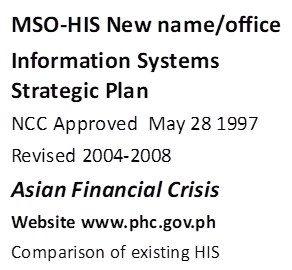 MSO-HIS New name/office
Information Systems
Strategic Plan
NCC Approved  May 28 1997
Revised 2004-2008
Asian Financial Crisis
Website www.phc.gov.ph
Comparison of existing HIS